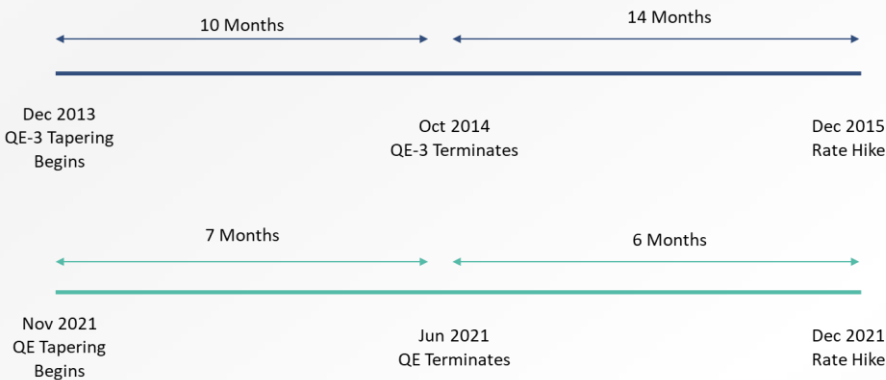 10 Months
14 Months
Dec 2013
QE-3 Tapering
Begins
Oct 2014
QE-3 Terminates
Dec 2015
Rate Hike
7 Months
6 Months
Nov 2021
QE Tapering
Begins
Jun 2021
QE Terminates
Dec 2021
Rate Hike